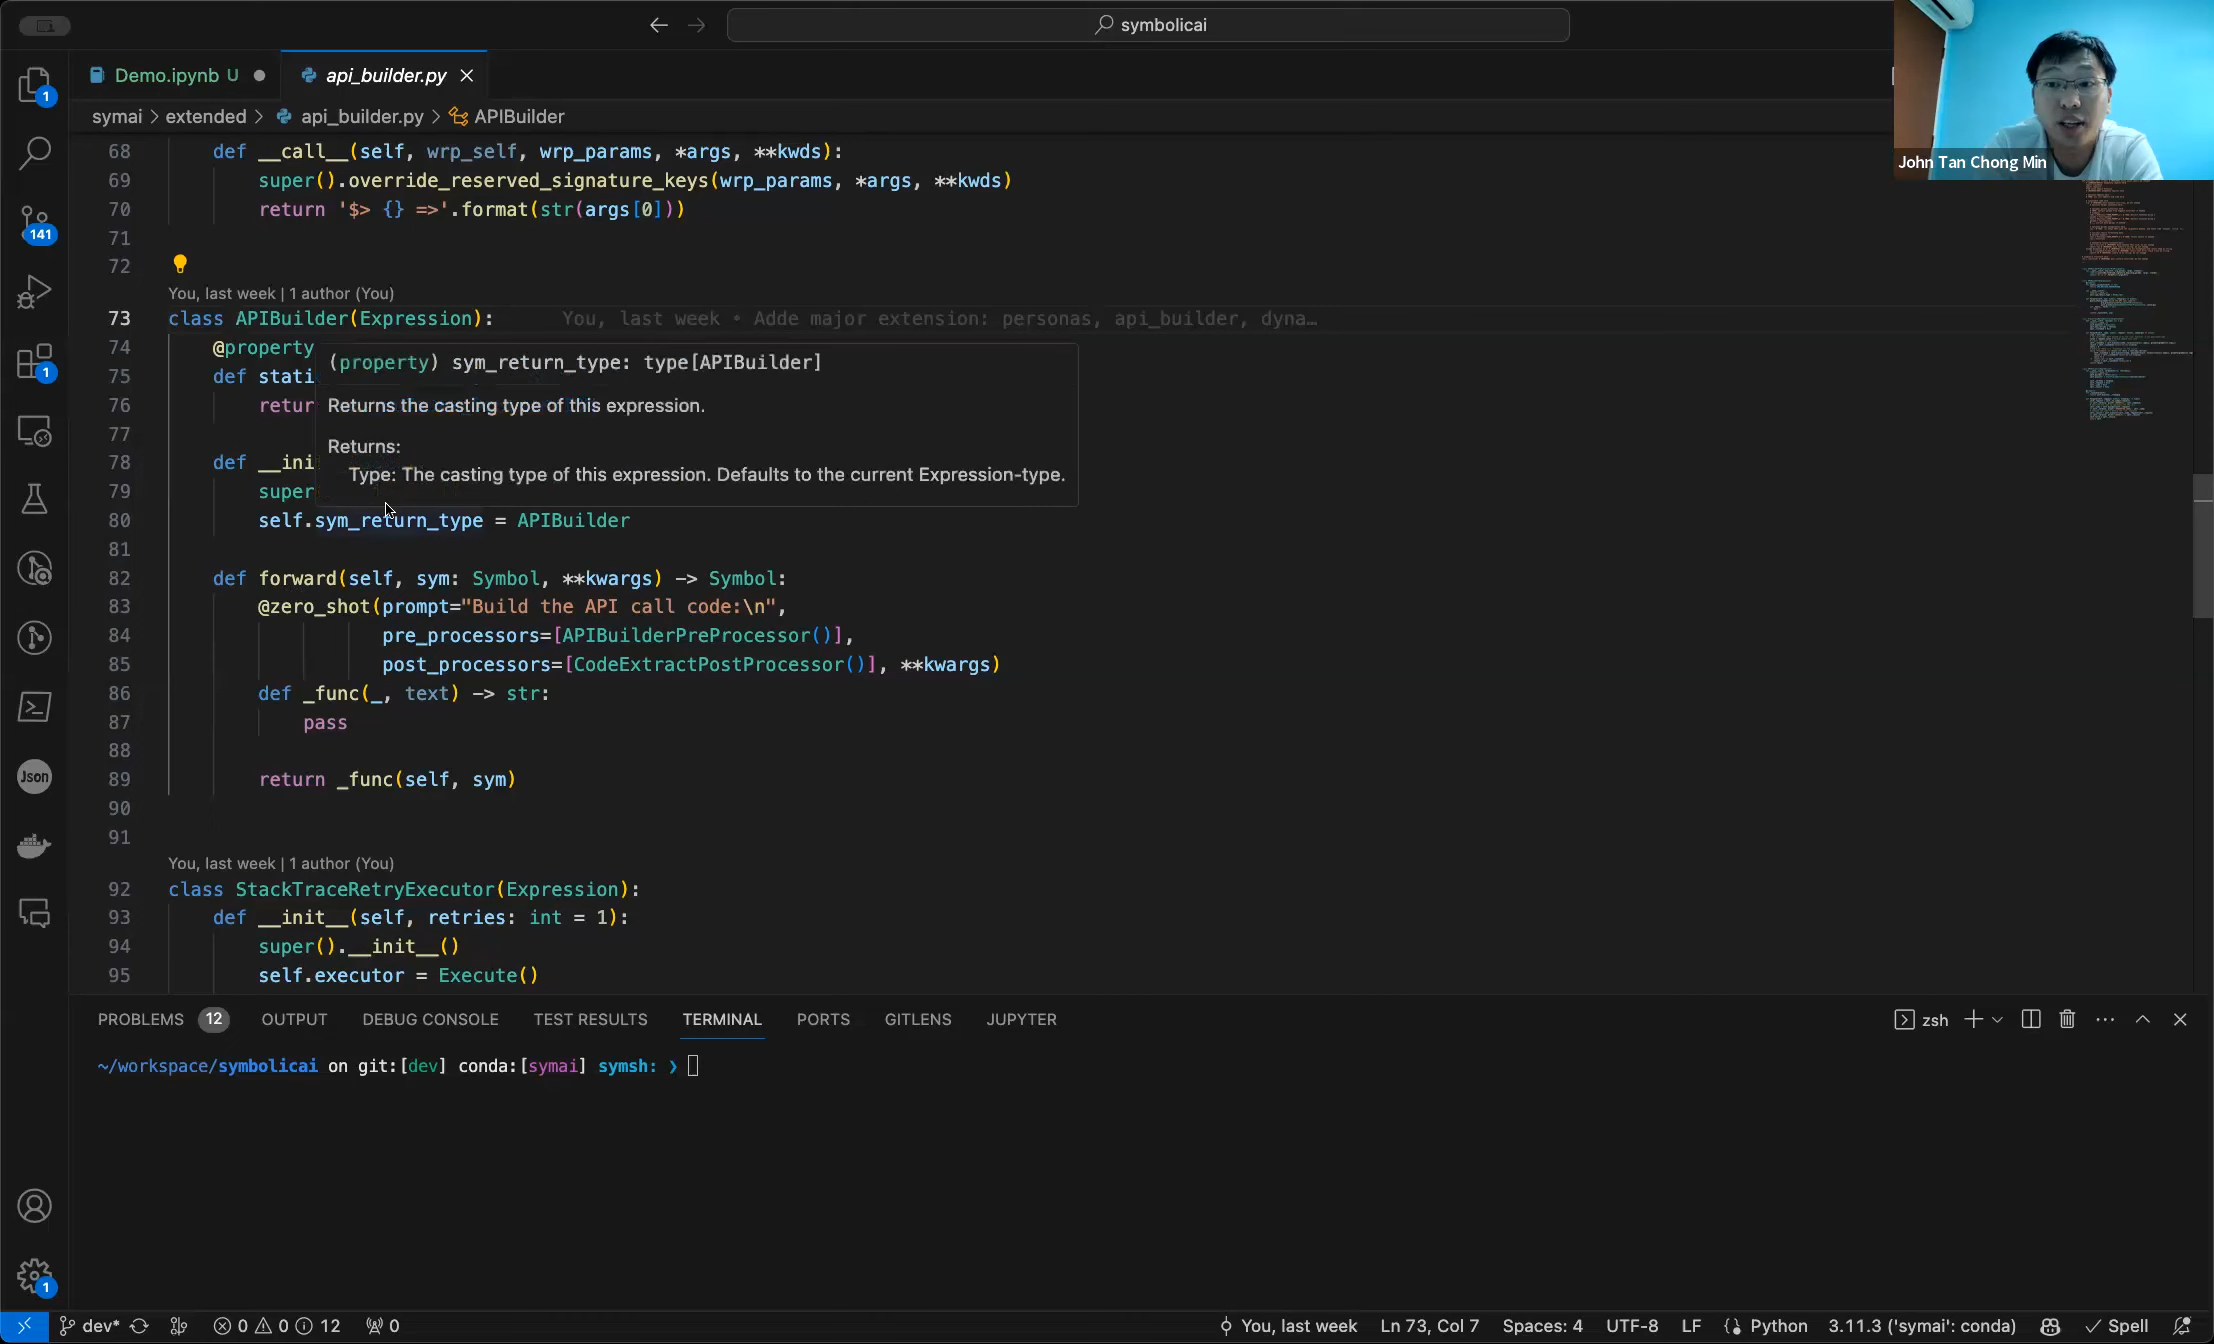 symbolicai
Demo.ipynb U
api_builder.py
symai > extended > api_builder.py > APIBuilder
John Tan Chong Min
68 def __call__(self, wrp_self, wrp_params, *args, **kwds):
69 super().override_reserved_signature_keys(wrp_params, *args, **kwds)
70 return '$> {} =>'.format(str(args[0]))
71
72
You, last week | 1 author (You)
73 class APIBuilder(Expression): You, last week • Adde major extension: personas, api_builder, dyna…
74 @property
(property) sym_return_type: type[APIBuilder]
75 def stati
76 retur
Returns the casting type of this expression.
77
Returns:
78 def __ini
Type: The casting type of this expression. Defaults to the current Expression-type.
79 super
80 self.sym_return_type = APIBuilder
81
82 def forward(self, sym: Symbol, **kwargs) -> Symbol:
83 @zero_shot(prompt="Build the API call code:\n",
84 pre_processors=[APIBuilderPreProcessor()],
85 post_processors=[CodeExtractPostProcessor()], **kwargs)
86 def _func(_, text) -> str:
87 pass
88
89 return _func(self, sym)
90
91
You, last week | 1 author (You)
92 class StackTraceRetryExecutor(Expression):
93 def __init__(self, retries: int = 1):
94 super().__init__()
95 self.executor = Execute()
1
141
1
Json
1
PROBLEMS 12 OUTPUT DEBUG CONSOLE TEST RESULTS TERMINAL PORTS GITLENS JUPYTER
zsh
~/workspace/symbolicai on git:[dev] conda:[symai] symsh: ❯
dev* 0 0 12 0 You, last week Ln 73, Col 7 Spaces: 4 UTF-8 LF Python 3.11.3 ('symai': conda) Spell